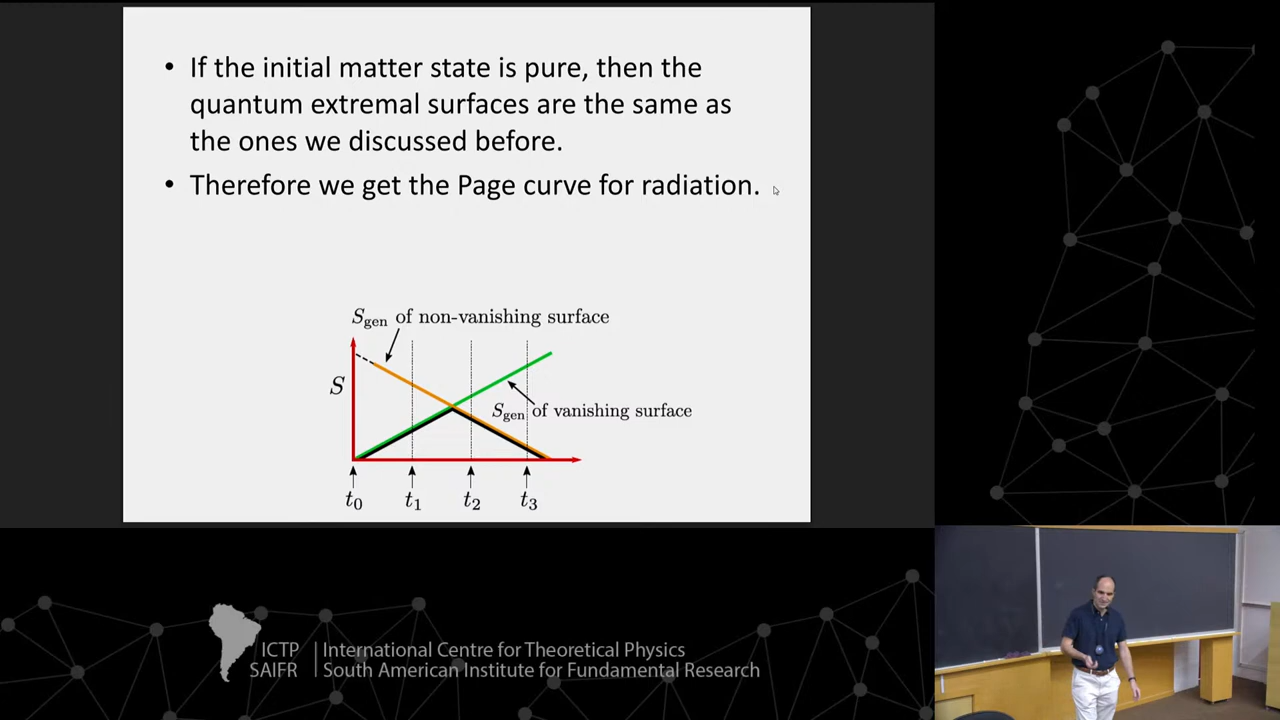 • If the initial matter state is pure, then the
quantum extremal surfaces are the same as
the ones we discussed before.
• Therefore we get the Page curve for radiation.
S_gen of non-vanishing surface
S
S_gen of vanishing surface
t_0 t_1 t_2 t_3
ICTP | International Centre for Theoretical Physics
SAIFR | South American Institute for Fundamental Research